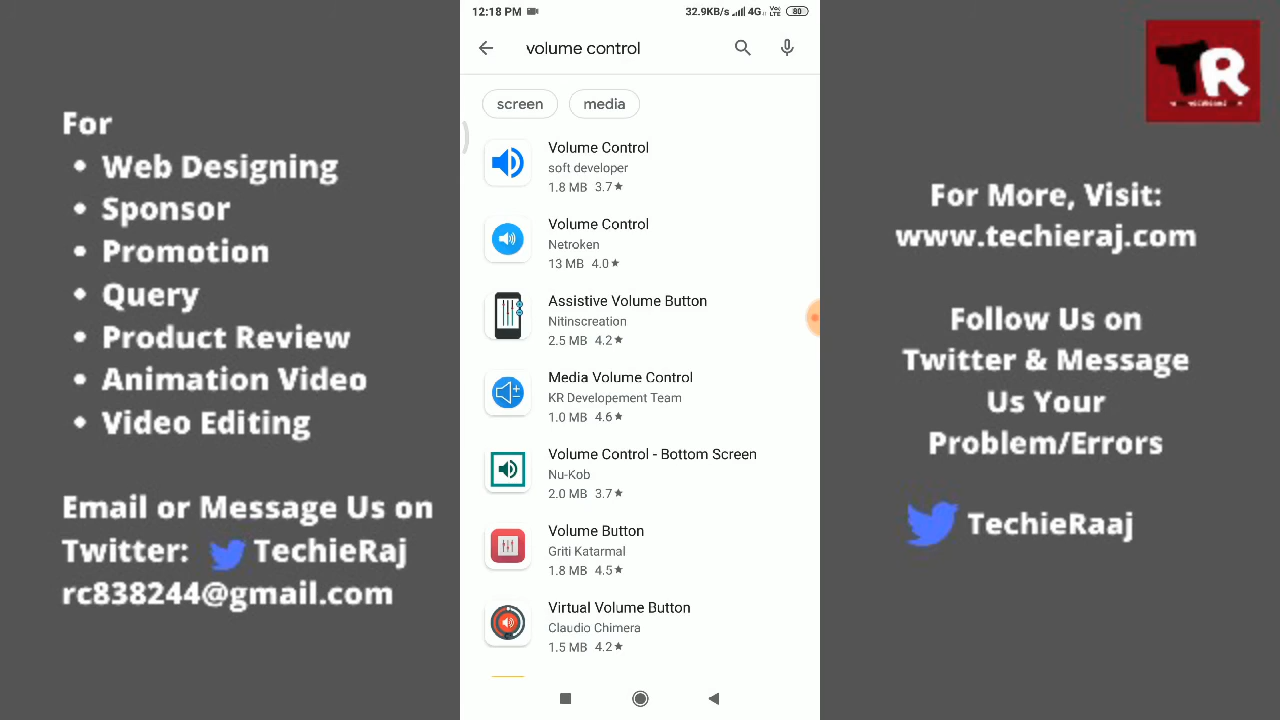 For
• Web Designing
• Sponsor
• Promotion
• Query
• Product Review
• Animation Video
• Video Editing
Email or Message Us on
Twitter: TechieRaj
rc838244@gmail.com
12:18 PM 32.9KB/s 4G Vo LTE 80
volume control
screen media
Volume Control
soft developer
1.8 MB 3.7★
Volume Control
Netroken
13 MB 4.0★
Assistive Volume Button
Nitinscreation
2.5 MB 4.2★
Media Volume Control
KR Developement Team
1.0 MB 4.6★
Volume Control - Bottom Screen
Nu-Kob
2.0 MB 3.7★
Volume Button
Griti Katarmal
1.8 MB 4.5★
Virtual Volume Button
Claudio Chimera
1.5 MB 4.2★
TR
For More, Visit:
www.techieraj.com
Follow Us on
Twitter & Message
Us Your
Problem/Errors
TechieRaaj